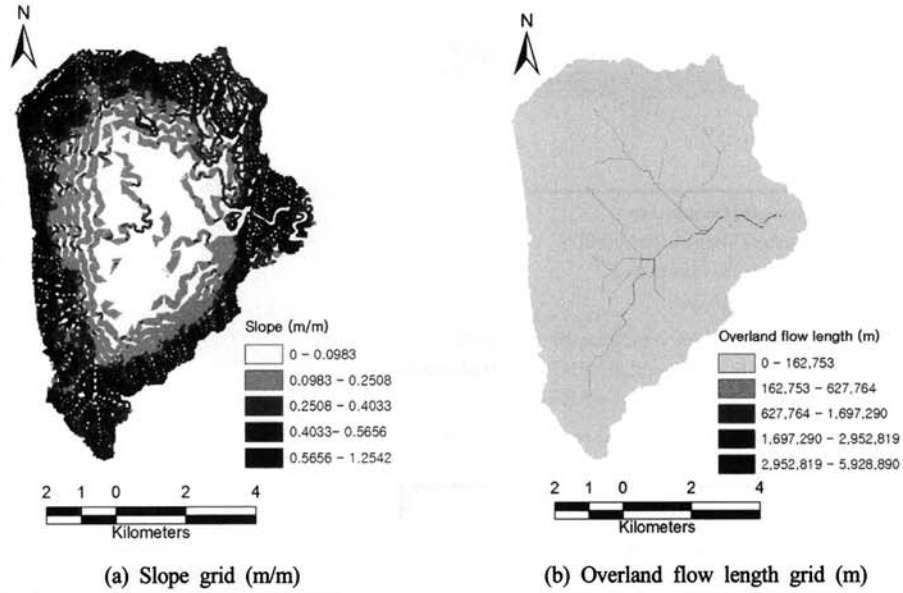 N
Slope (m/m)
0 - 0.0983
0.0983 - 0.2508
0.2508 - 0.4033
0.4033- 0.5656
0.5656 - 1.2542
2 1 0 2 4
Kilometers
(a) Slope grid (m/m)
N
Overland flow length (m)
0 - 162,753
162,753 - 627,764
627,764 - 1,697,290
1,697,290 - 2,952,819
2,952,819 - 5,928,890
2 1 0 2 4
Kilometers
(b) Overland flow length grid (m)